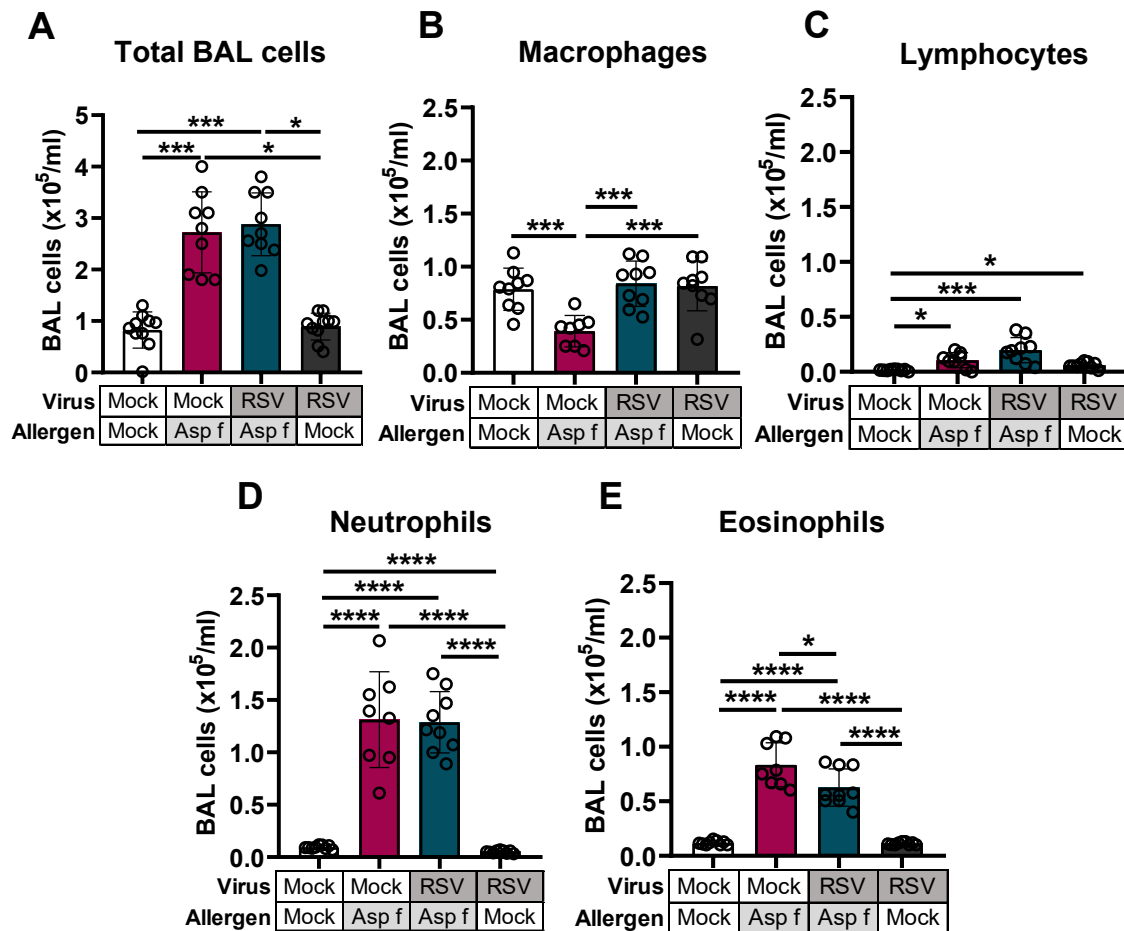 A
Total BAL cells
BAL cells (x10⁵/ml)
5
4
3
2
1
0
***
*
***
*
Virus Mock Mock RSV RSV
Allergen Mock Asp f Asp f Mock
B
Macrophages
BAL cells (x10⁵/ml)
2.5
2.0
1.5
1.0
0.5
0.0
***
***
***
Virus Mock Mock RSV RSV
Allergen Mock Asp f Asp f Mock
C
Lymphocytes
BAL cells (x10⁵/ml)
2.5
2.0
1.5
1.0
0.5
0.0
*
***
*
Virus Mock Mock RSV RSV
Allergen Mock Asp f Asp f Mock
D
Neutrophils
BAL cells (x10⁵/ml)
2.5
2.0
1.5
1.0
0.5
0.0
****
****
**** ****
****
Virus Mock Mock RSV RSV
Allergen Mock Asp f Asp f Mock
E
Eosinophils
BAL cells (x10⁵/ml)
2.5
2.0
1.5
1.0
0.5
0.0
*
****
**** ****
****
Virus Mock Mock RSV RSV
Allergen Mock Asp f Asp f Mock